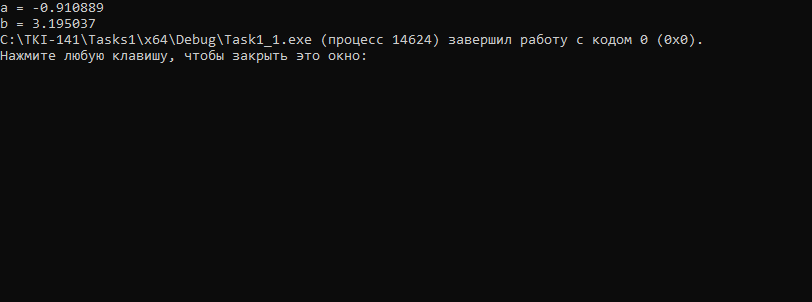 a = -0.910889
b = 3.195037
C:\TKI-141\Tasks1\x64\Debug\Task1_1.exe (процесс 14624) завершил работу с кодом 0 (0x0).
Нажмите любую клавишу, чтобы закрыть это окно: